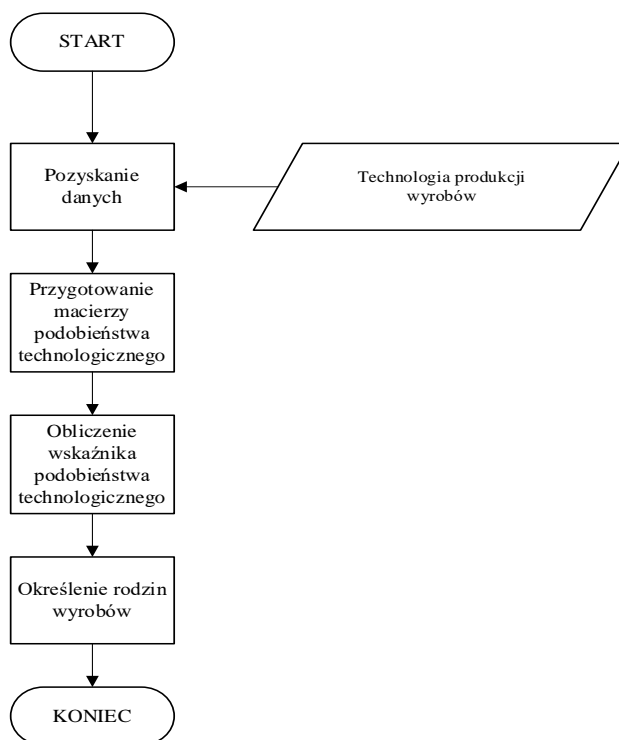 START
Pozyskanie
danych
Technologia produkcji
wyrobów
Przygotowanie
macierzy
podobieństwa
technologicznego
Obliczenie
wskaźnika
podobieństwa
technologicznego
Określenie rodzin
wyrobów
KONIEC